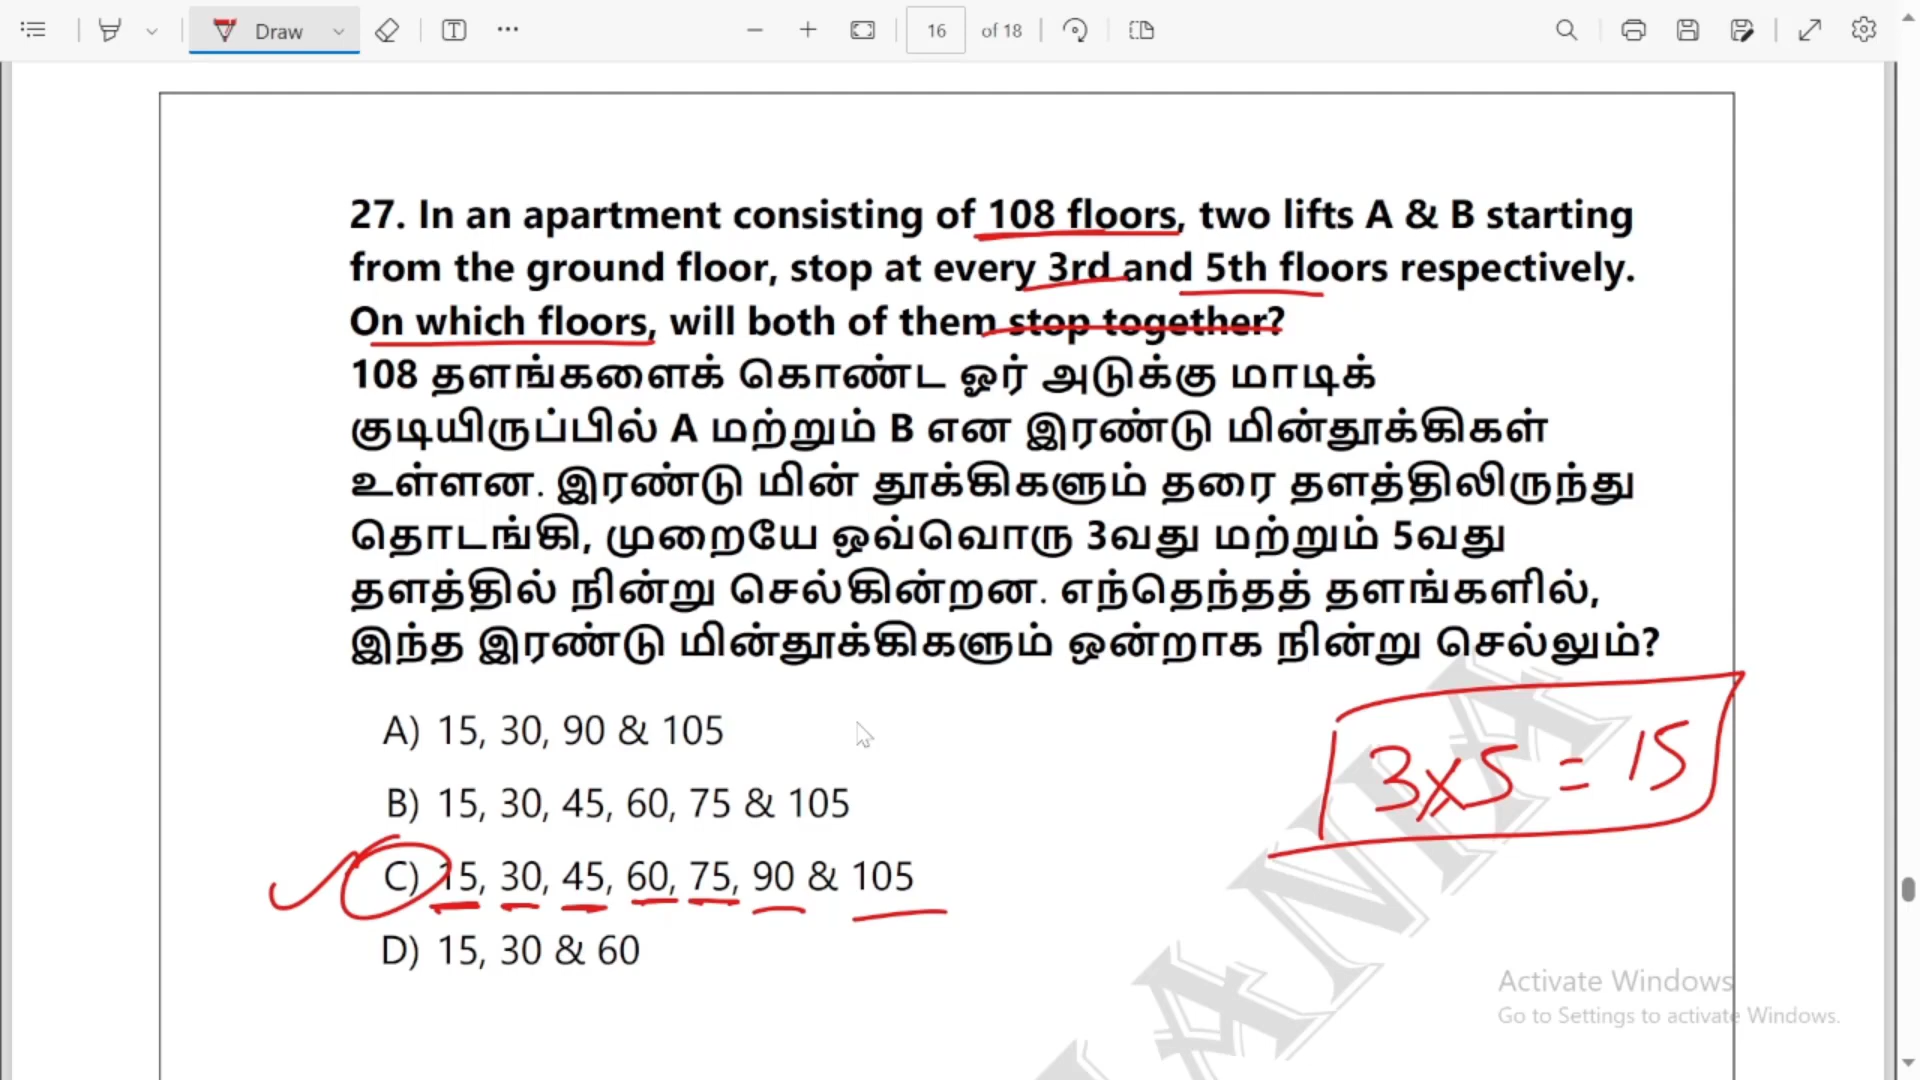 Draw
16 of 18
27. In an apartment consisting of 108 floors, two lifts A & B starting
from the ground floor, stop at every 3rd and 5th floors respectively.
On which floors, will both of them stop together?
108 தளங்களைக் கொண்ட ஓர் அடுக்கு மாடிக்
குடியிருப்பில் A மற்றும் B என இரண்டு மின்தூக்கிகள்
உள்ளன. இரண்டு மின் தூக்கிகளும் தரை தளத்திலிருந்து
தொடங்கி, முறையே ஒவ்வொரு 3வது மற்றும் 5வது
தளத்தில் நின்று செல்கின்றன. எந்தெந்தத் தளங்களில்,
இந்த இரண்டு மின்தூக்கிகளும் ஒன்றாக நின்று செல்லும்?
A) 15, 30, 90 & 105
3x5 = 15
B) 15, 30, 45, 60, 75 & 105
C) 15, 30, 45, 60, 75, 90 & 105
D) 15, 30 & 60
Activate Windows
Go to Settings to activate Windows.